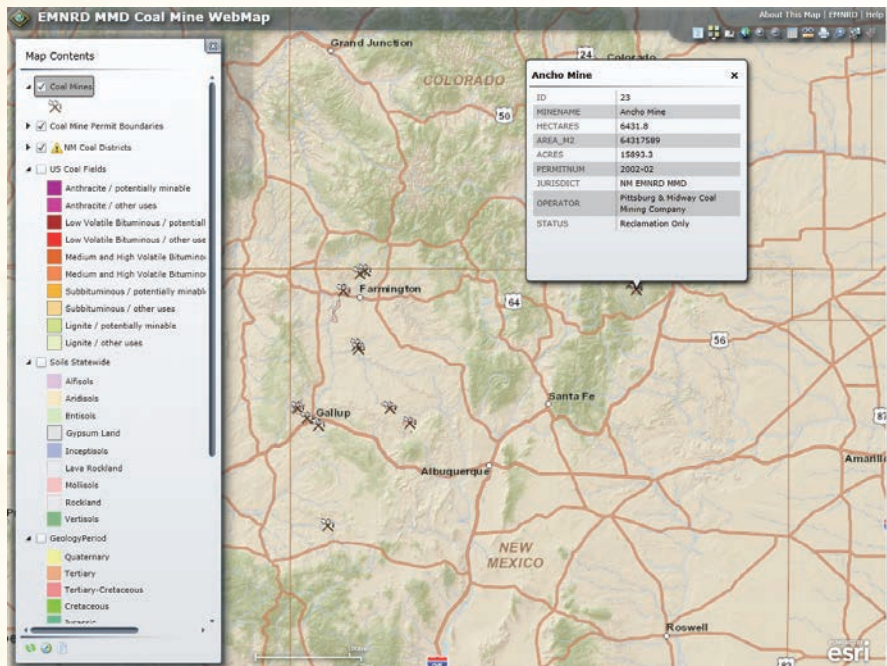 EMNRD MMD Coal Mine WebMap
About This Map | EMNRD | Help
Map Contents
Coal Mines
Coal Mine Permit Boundaries
NM Coal Districts
US Coal Fields
Anthracite / potentially minable
Anthracite / other uses
Low Volatile Bituminous / potentiall
Low Volatile Bituminous / other use
Medium and High Volatile Bitumino
Medium and High Volatile Bitumino
Subbituminous / potentially minabl
Subbituminous / other uses
Lignite / potentially minable
Lignite / other uses
Soils Statewide
Alfisols
Aridisols
Entisols
Gypsum Land
Inceptisols
Lava Rockland
Mollisols
Rockland
Vertisols
GeologyPeriod
Quaternary
Tertiary
Tertiary-Cretaceous
Cretaceous
Jurassic
Grand Junction
COLORADO
50
24
Colorado
Ancho Mine
ID 23
MINENAME Ancho Mine
HECTARES 6431.8
AREA_M2 64317589
ACRES 15893.3
PERMITNUM 2002-02
JURISDICT NM EMNRD MMD
OPERATOR Pittsburg & Midway Coal
Mining Company
STATUS Reclamation Only
Farmington
64
56
Santa Fe
Gallup
87
Albuquerque
Amarill
NEW
MEXICO
Roswell
82
esri